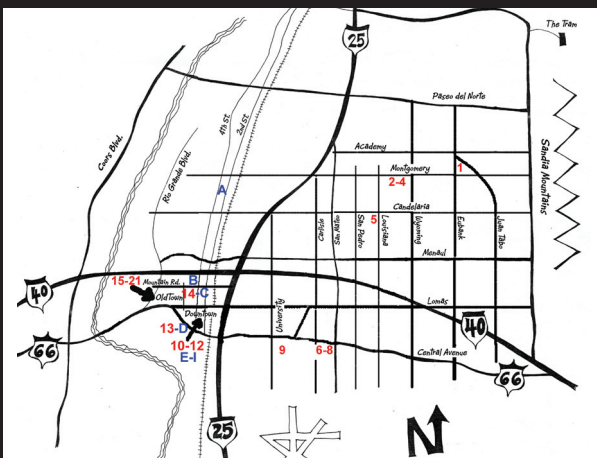 The Tram
25
Paseo del Norte
Coors Blvd.
4th St.
2nd St.
Academy
Sandia Mountains
Rio Grande Blvd.
Montgomery
1
2-4
A
Candelaria
5
Carlisle
San Mateo
San Pedro
Louisiana
Wyoming
Eubank
Juan Tabo
Menaul
40
15-21
Mountain Rd.
B
14-C
Old Town
Lomas
Downtown
University
13-D
40
66
10-12
E-I
9
6-8
Central Avenue
66
25
N